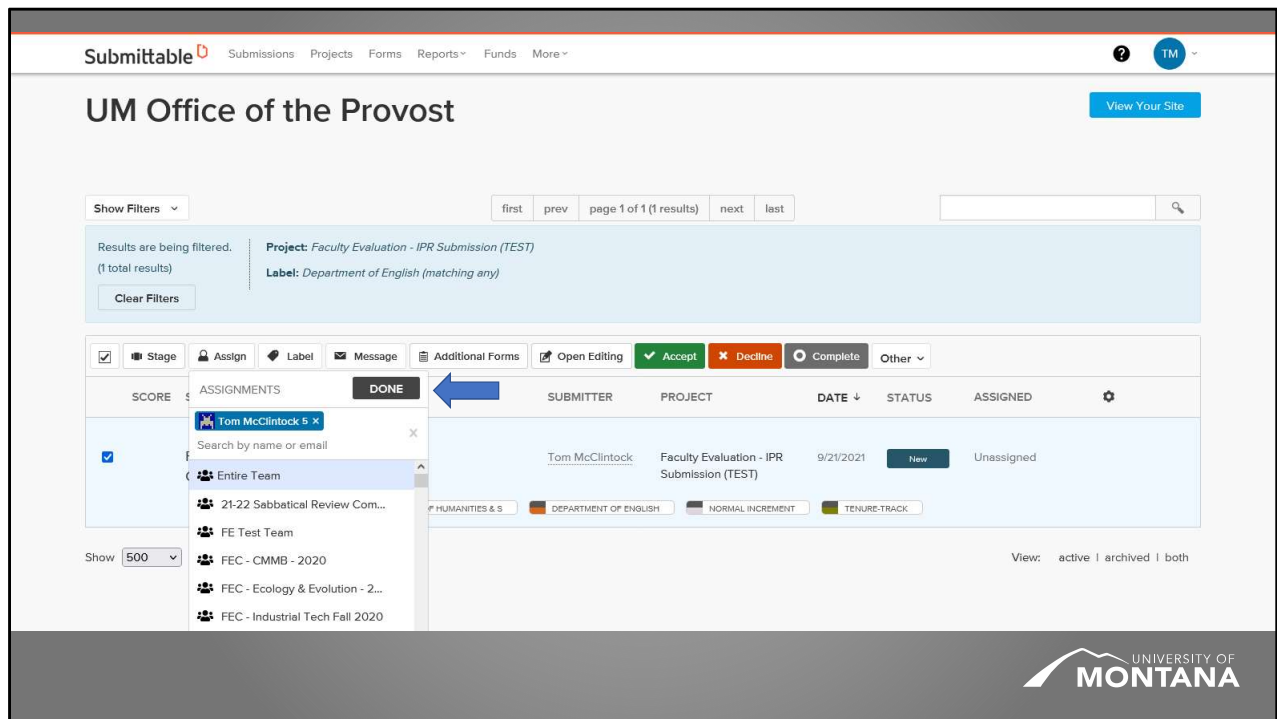 Submittable Submissions Projects Forms Reports Funds More ? TM
UM Office of the Provost
View Your Site
Show Filters first prev page 1 of 1 (1 results) next last
Results are being filtered. Project: Faculty Evaluation - IPR Submission (TEST)
(1 total results) Label: Department of English (matching any)
Clear Filters
Stage Assign Label Message Additional Forms Open Editing Accept Decline Complete Other
SCORE ASSIGNMENTS DONE SUBMITTER PROJECT DATE ↓ STATUS ASSIGNED
Tom McClintock 5 ×
Search by name or email X
Tom McClintock Faculty Evaluation - IPR 9/21/2021 New Unassigned
Submission (TEST)
Entire Team
21-22 Sabbatical Review Com...
F HUMANITIES & S DEPARTMENT OF ENGLISH NORMAL INCREMENT TENURE-TRACK
FE Test Team
Show 500 FEC - CMMB - 2020 View: active | archived | both
FEC - Ecology & Evolution - 2...
FEC - Industrial Tech Fall 2020
UNIVERSITY OF
MONTANA